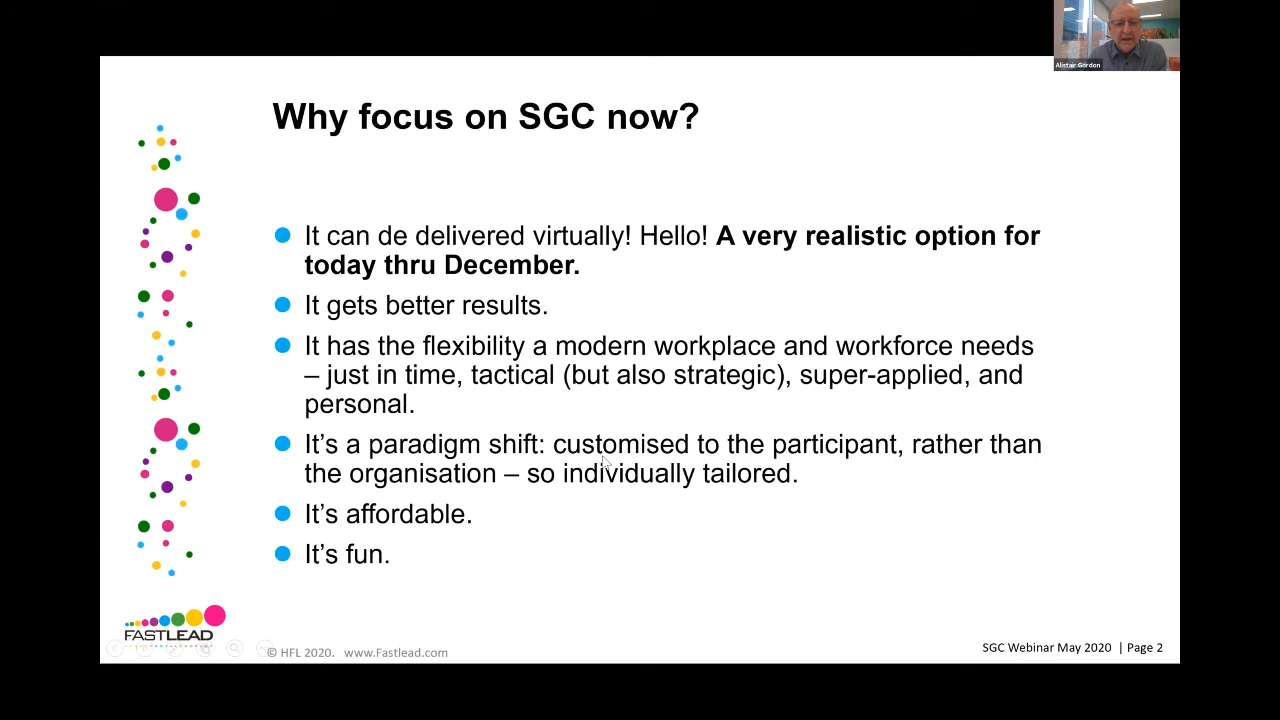 Alistair Gordon
Why focus on SGC now?
It can de delivered virtually! Hello! A very realistic option for
today thru December.
It gets better results.
It has the flexibility a modern workplace and workforce needs
– just in time, tactical (but also strategic), super-applied, and
personal.
It’s a paradigm shift: customised to the participant, rather than
the organisation – so individually tailored.
It’s affordable.
It’s fun.
FASTLEAD
© HFL 2020. www.Fastlead.com
SGC Webinar May 2020 | Page 2